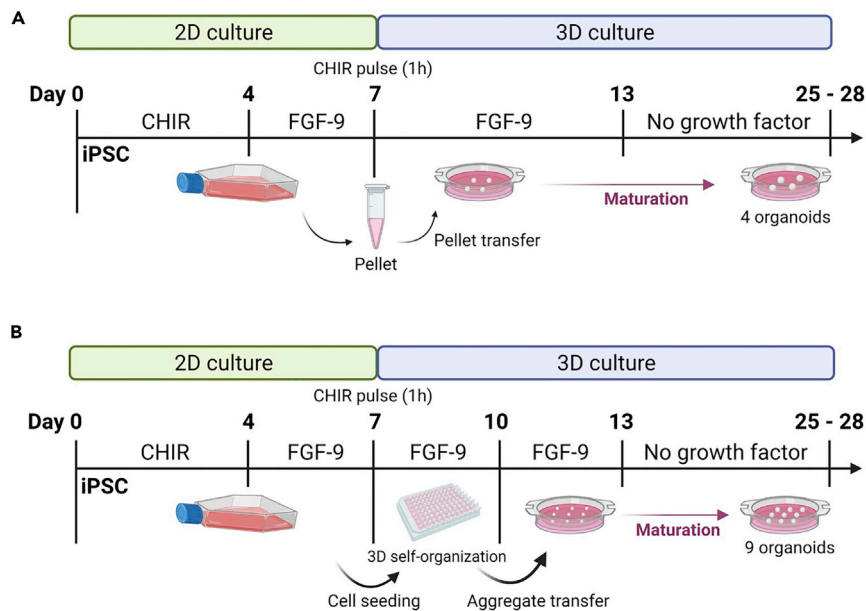 A
2D culture 3D culture
CHIR pulse (1h)
Day 0 4 7 13 25 - 28
CHIR FGF-9 FGF-9 No growth factor
iPSC
Maturation
4 organoids
Pellet transfer
Pellet
B
2D culture 3D culture
CHIR pulse (1h)
Day 0 4 7 10 13 25 - 28
CHIR FGF-9 FGF-9 FGF-9 No growth factor
iPSC
Maturation
3D self-organization 9 organoids
Cell seeding Aggregate transfer